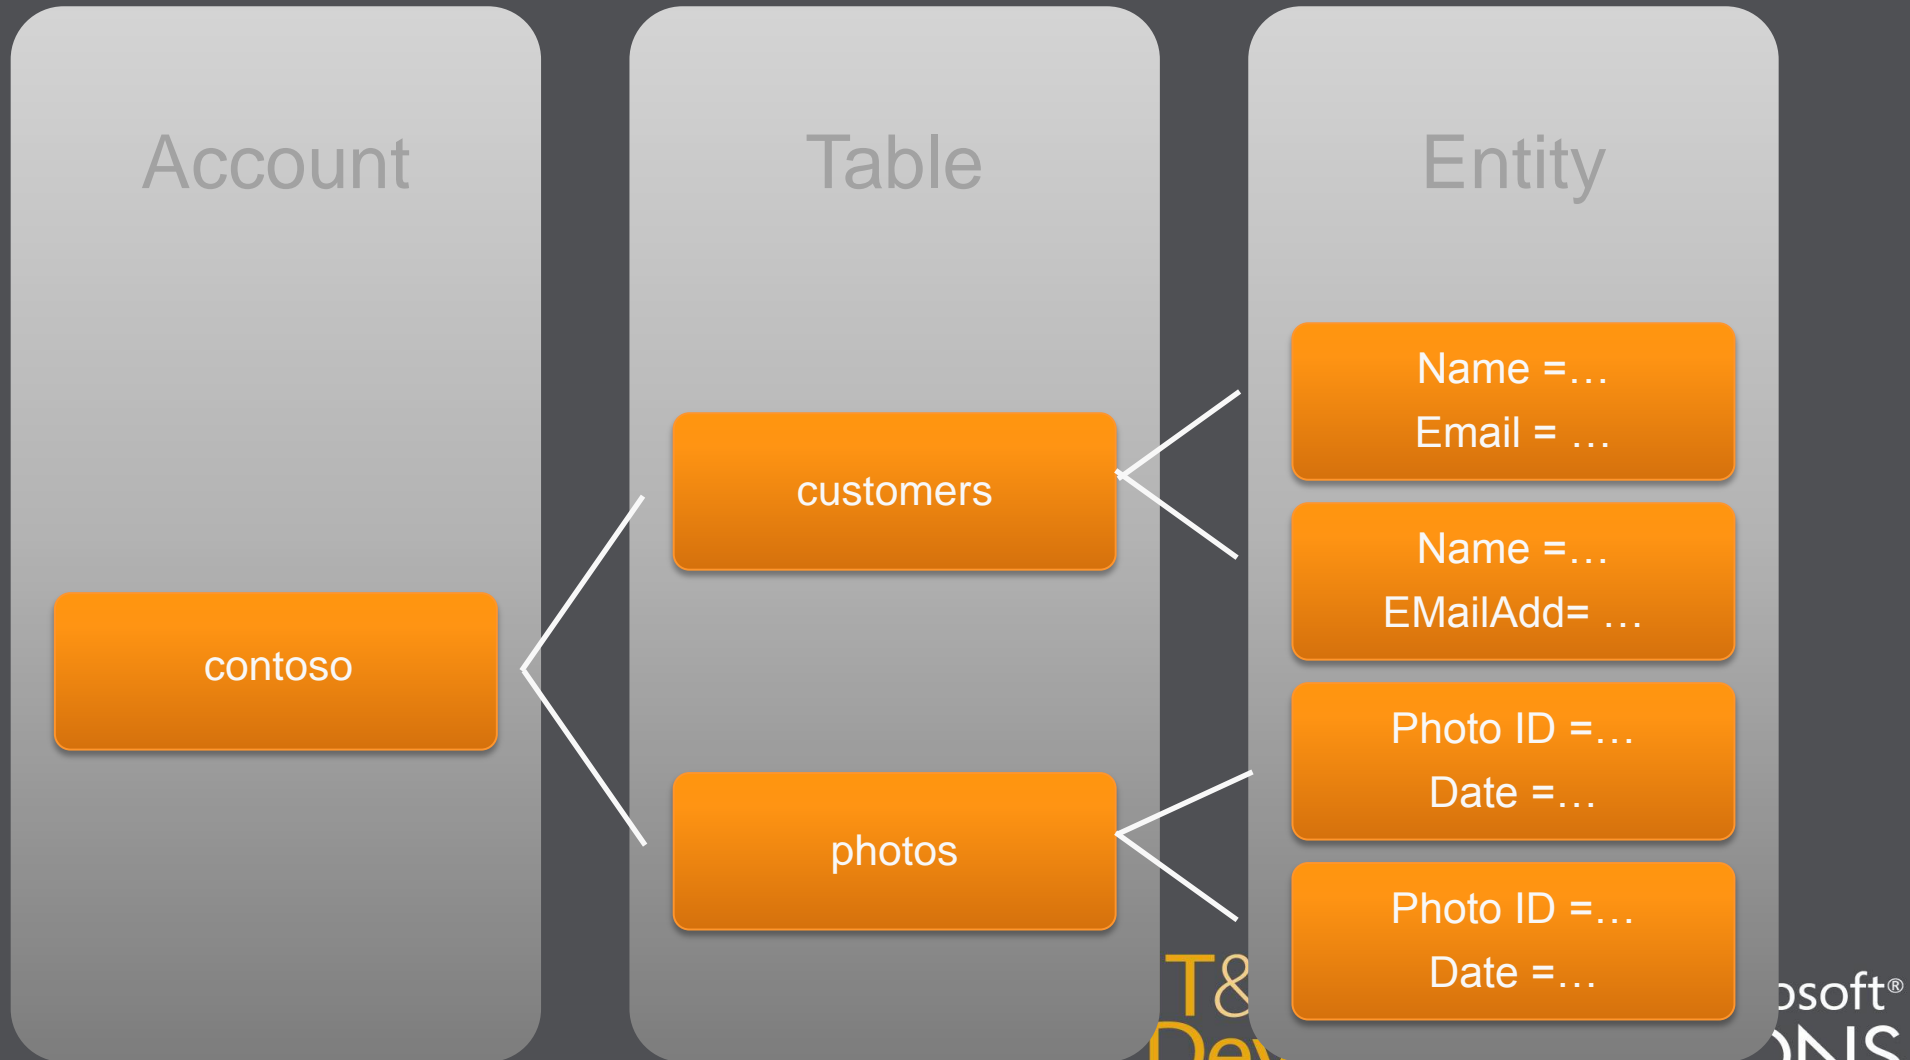 Account
Table
Entity
contoso
customers
photos
Name =…
Email = …
Name =…
EMailAdd= …
Photo ID =…
Date =…
Photo ID =…
Date =…
T&